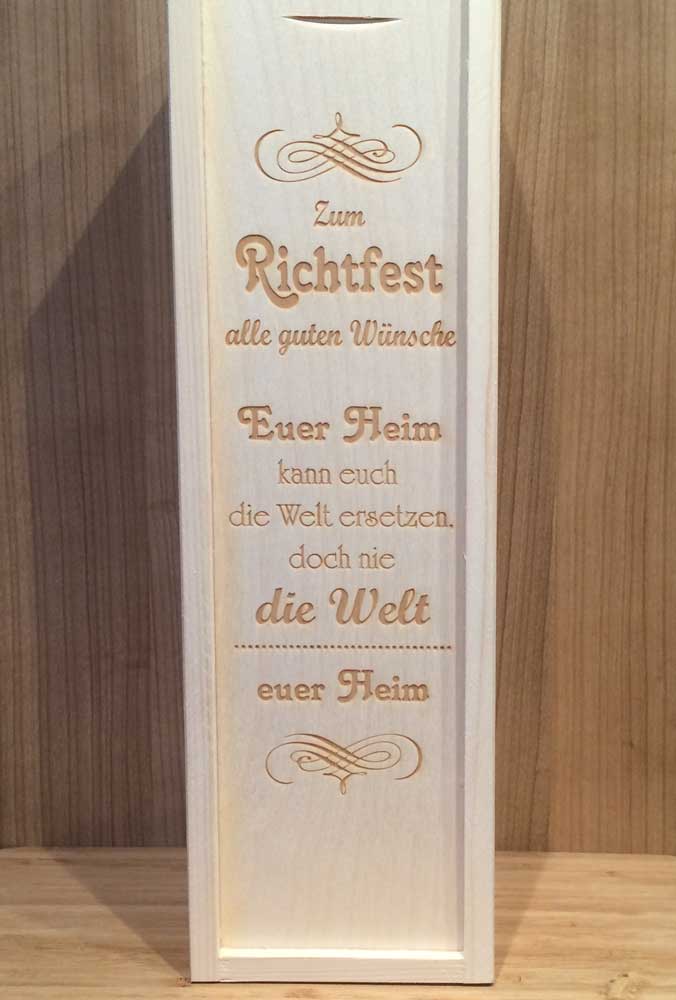 Zum
Richtfest
alle guten Wünsche
Euer Heim
kann euch
die Welt ersetzen,
doch nie
die Welt
euer Heim